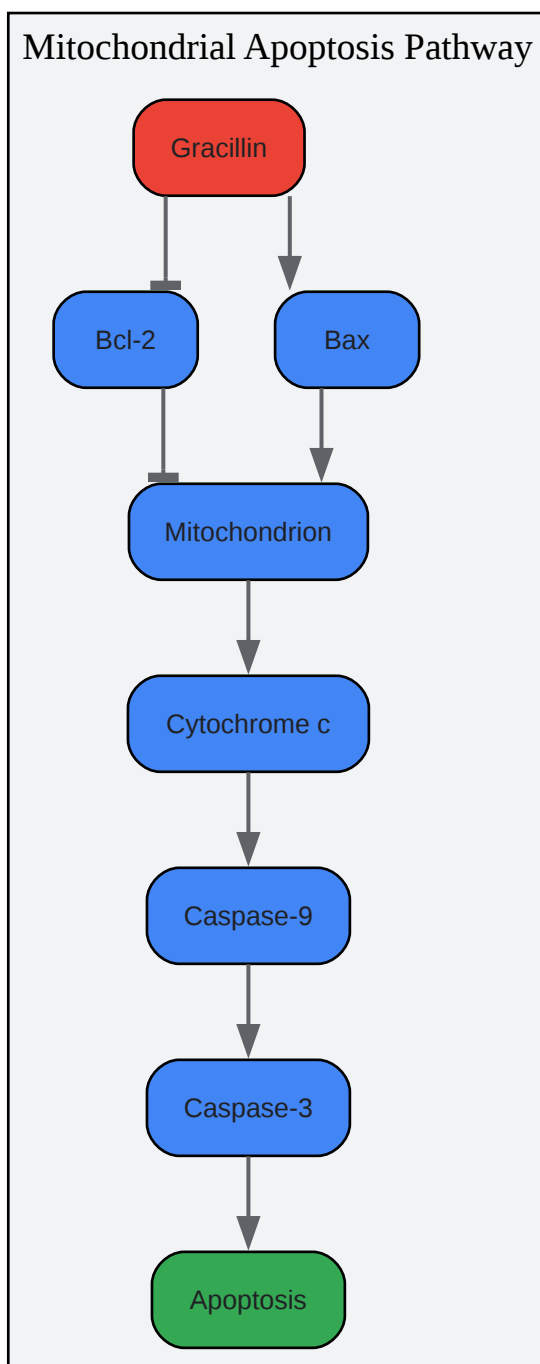 Mitochondrial Apoptosis Pathway
Gracillin
Bcl-2
Bax
Mitochondrion
Cytochrome c
Caspase-9
Caspase-3
Apoptosis